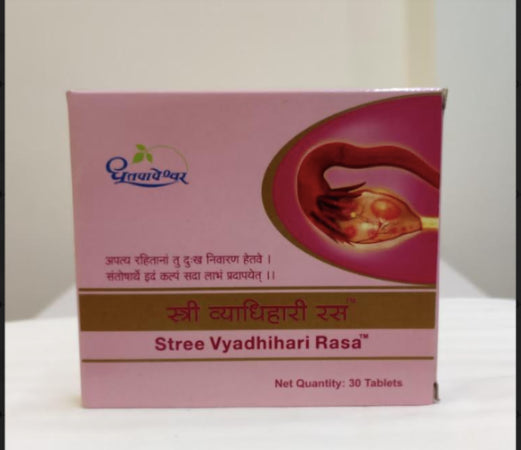 धूतपापेश्वर
अपत्य रहितानां तु दुःख निवारण हेतवे ।
संतोषार्थे इदं कल्पं सदा लाभं प्रदापयेत् ।।
स्त्री व्याधिहारी रस™
Stree Vyadhihari Rasa™
Net Quantity: 30 Tablets